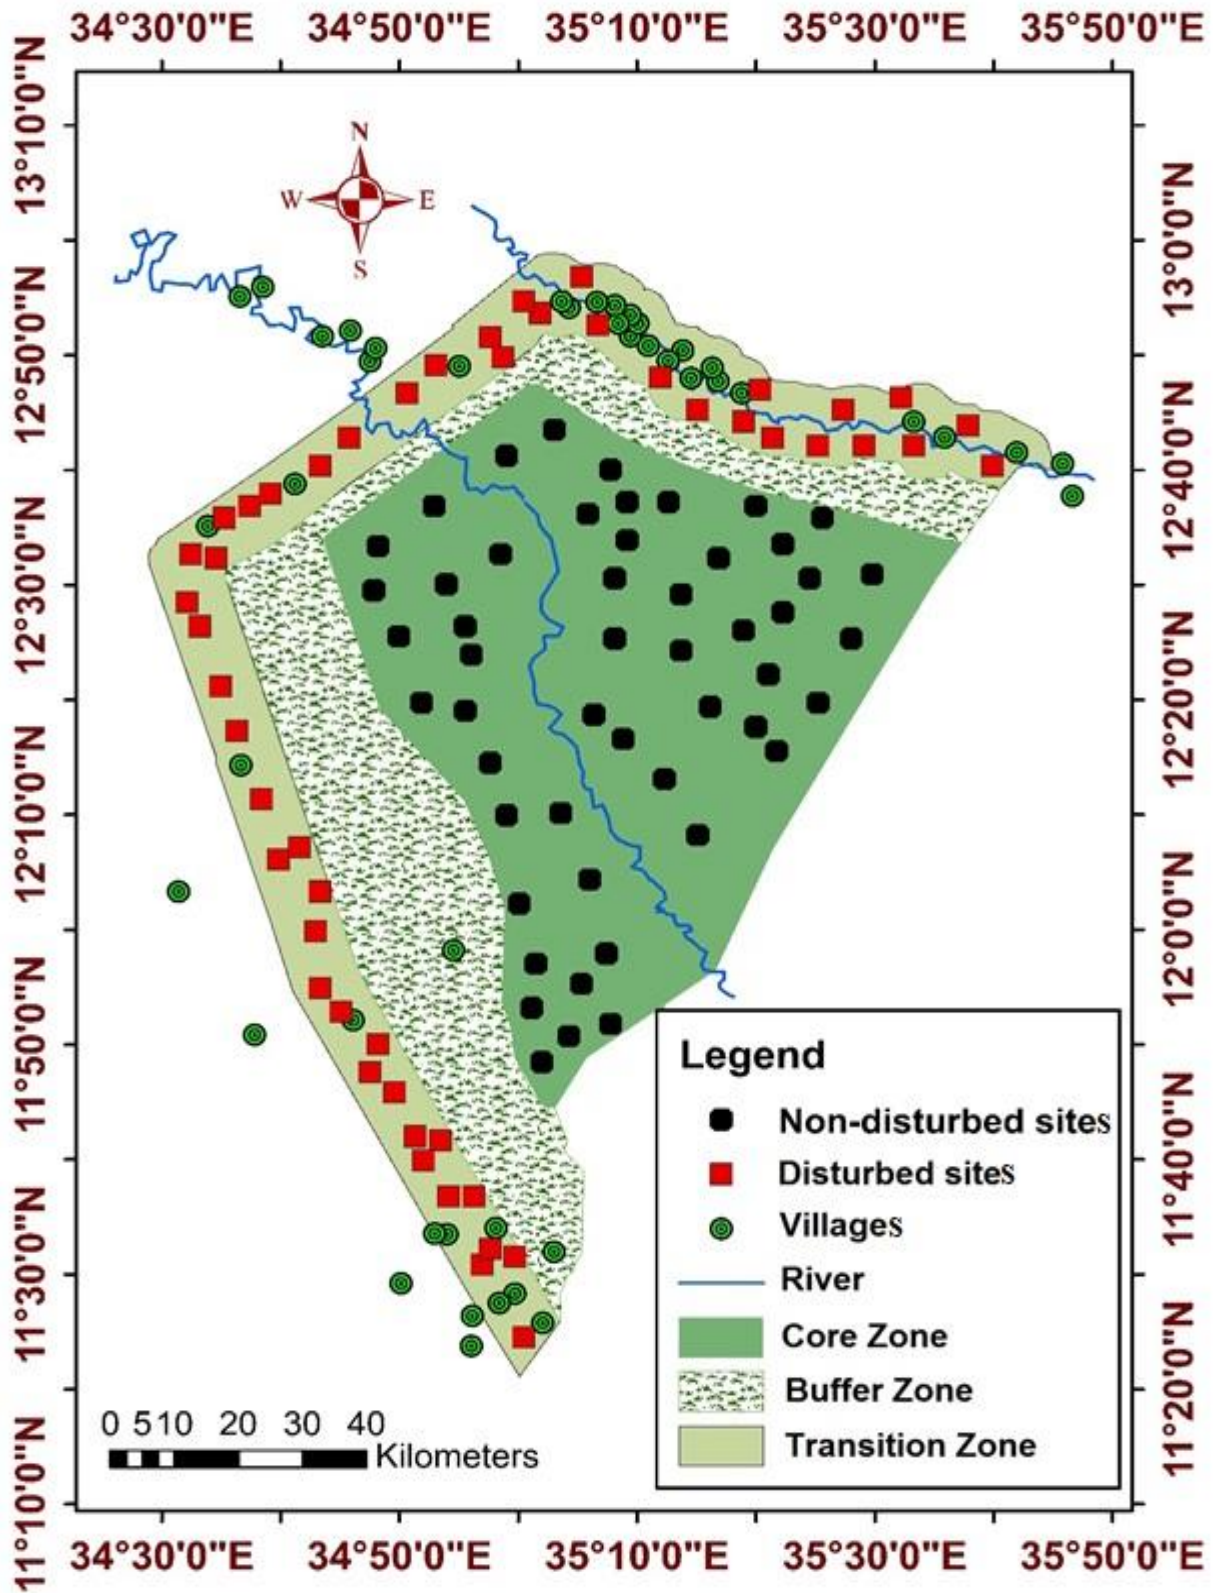 34°30'0"E 34°50'0"E 35°10'0"E 35°30'0"E 35°50'0"E
13°10'0"N
13°0'0"N
12°50'0"N
12°40'0"N
12°30'0"N
12°20'0"N
12°10'0"N
12°0'0"N
11°50'0"N
11°40'0"N
11°30'0"N
11°20'0"N
11°10'0"N
N
W E
S
Legend
Non-disturbed sites
Disturbed sites
Villages
River
Core Zone
Buffer Zone
Transition Zone
0 5 10 20 30 40
Kilometers
34°30'0"E 34°50'0"E 35°10'0"E 35°30'0"E 35°50'0"E